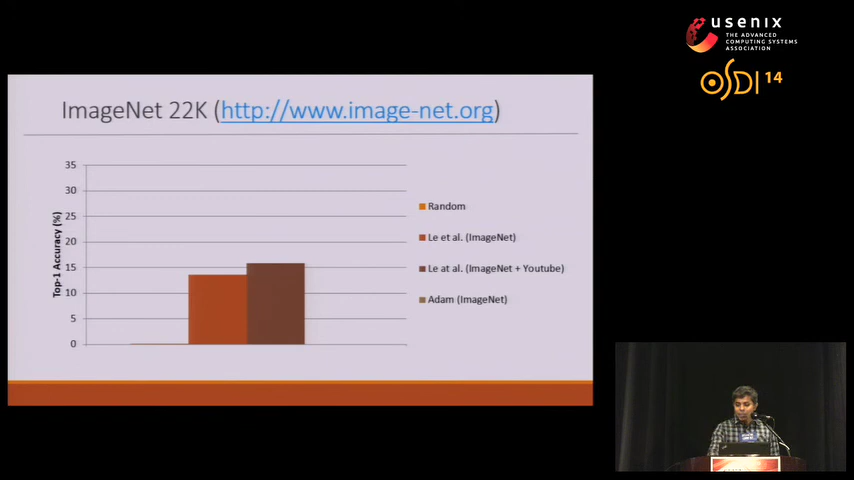 usenix
THE ADVANCED
COMPUTING SYSTEMS
ASSOCIATION
OSDI 14
ImageNet 22K (http://www.image-net.org)
Top-1 Accuracy (%)
35
30
25
20
15
10
5
0
Random
Le et al. (ImageNet)
Le at al. (ImageNet + Youtube)
Adam (ImageNet)